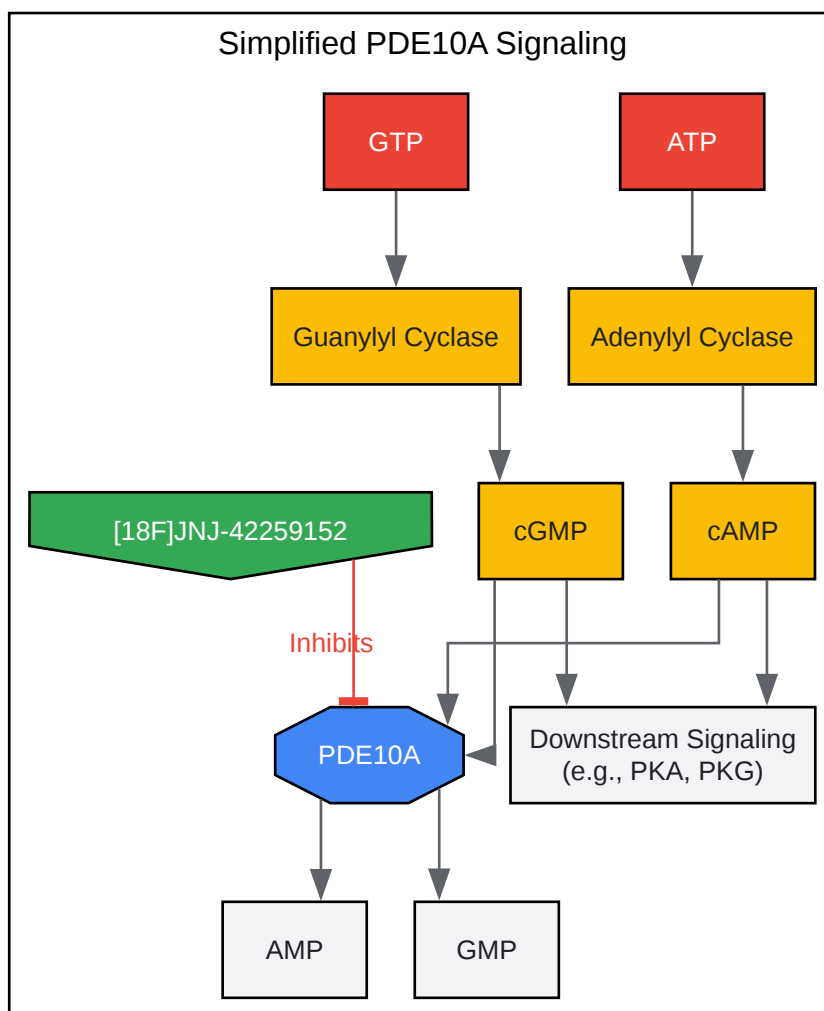 Simplified PDE10A Signaling
GTP
ATP
Guanylyl Cyclase
Adenylyl Cyclase
[18F]JNJ-42259152
cGMP
cAMP
Inhibits
PDE10A
Downstream Signaling
(e.g., PKA, PKG)
AMP
GMP